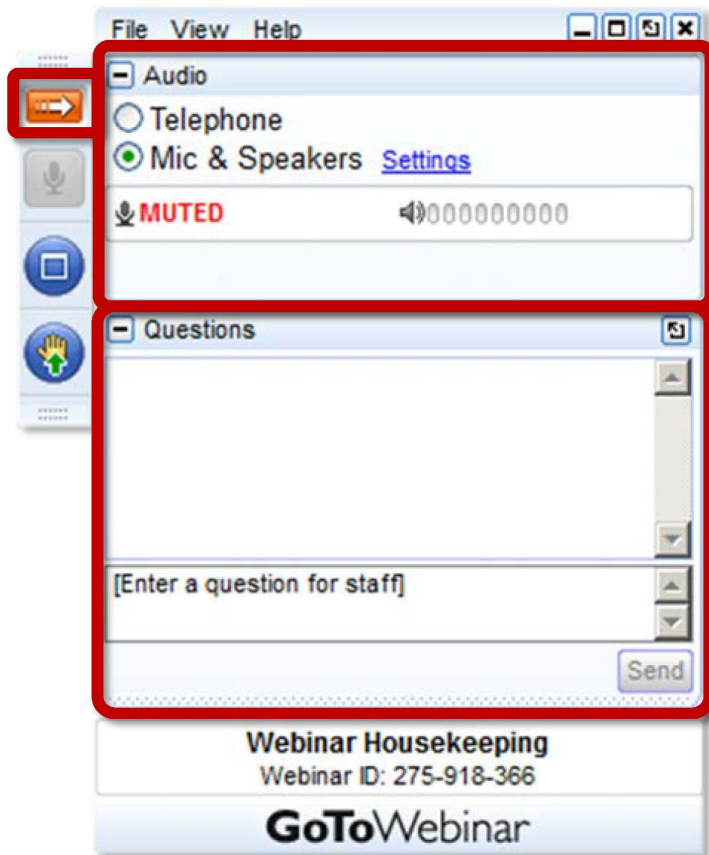 File View Help
Audio
Telephone
Mic & Speakers Settings
MUTED
Questions
[Enter a question for staff]
Send
Webinar Housekeeping
Webinar ID: 275-918-366
GoToWebinar